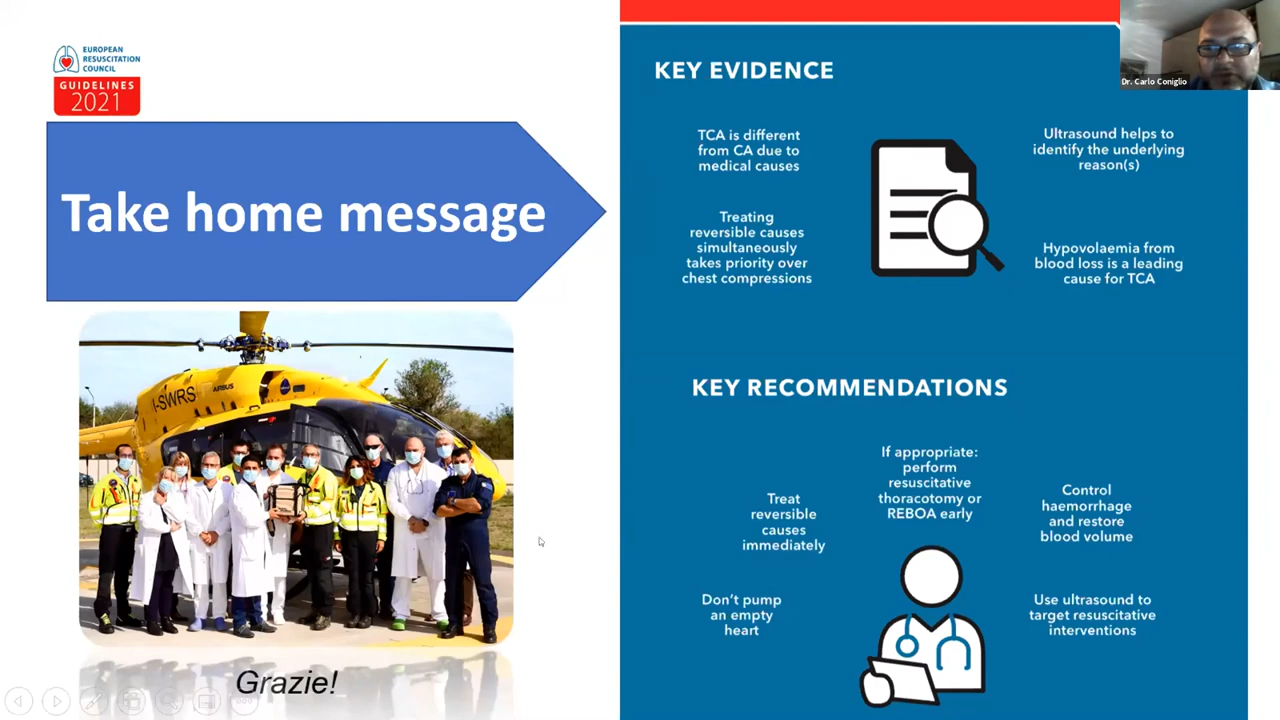 EUROPEAN
RESUSCITATION
COUNCIL
GUIDELINES
2021
Take home message
I-SWRS
AIRBUS
Grazie!
KEY EVIDENCE
TCA is different
from CA due to
medical causes
Treating
reversible causes
simultaneously
takes priority over
chest compressions
Ultrasound helps to
identify the underlying
reason(s)
Hypovolaemia from
blood loss is a leading
cause for TCA
KEY RECOMMENDATIONS
If appropriate:
perform
resuscitative
thoracotomy or
REBOA early
Treat
reversible
causes
immediately
Control
haemorrhage
and restore
blood volume
Don't pump
an empty
heart
Use ultrasound to
target resuscitative
interventions
Dr. Carlo Coniglio